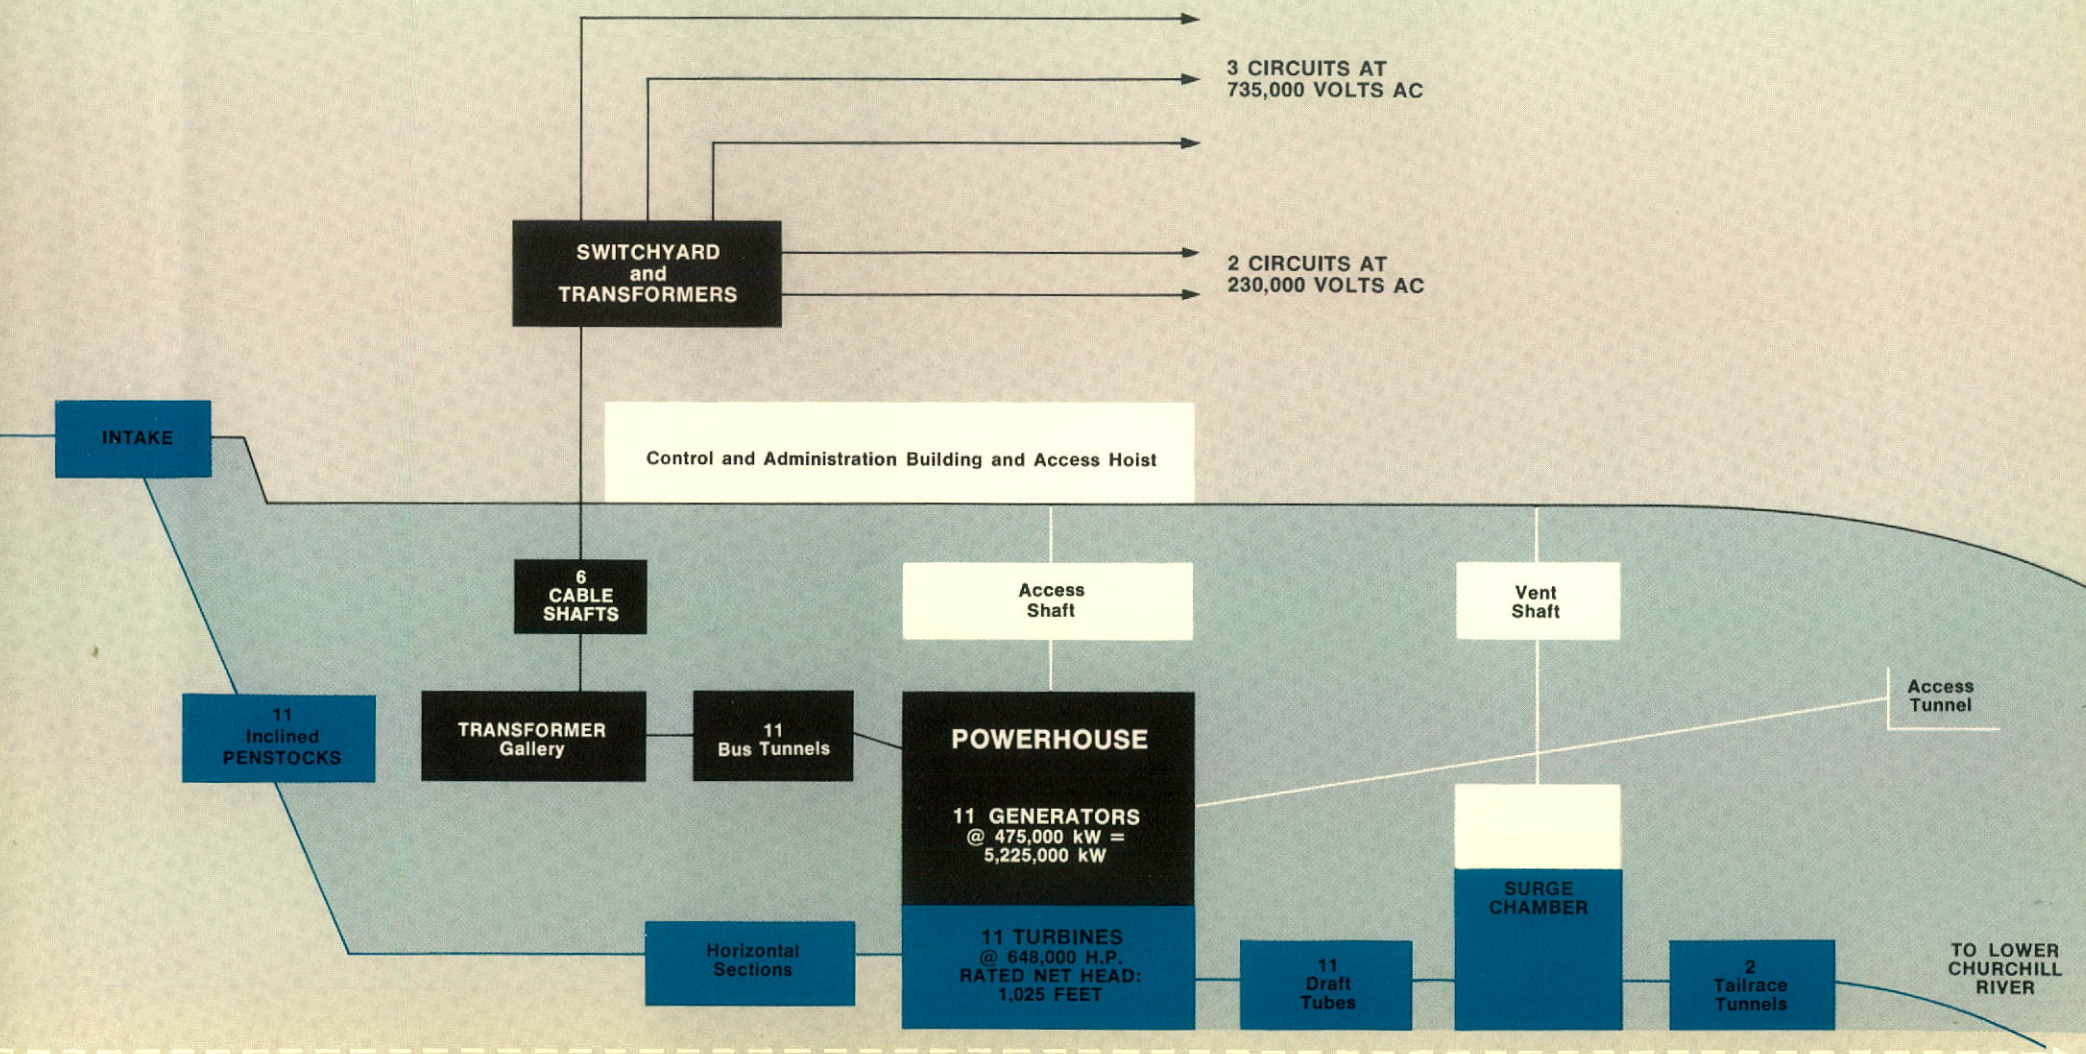 3 CIRCUITS AT
735,000 VOLTS AC
SWITCHYARD
and
TRANSFORMERS
2 CIRCUITS AT
230,000 VOLTS AC
INTAKE
Control and Administration Building and Access Hoist
6
CABLE
SHAFTS
Access
Shaft
Vent
Shaft
11
Inclined
PENSTOCKS
TRANSFORMER
Gallery
11
Bus Tunnels
POWERHOUSE
11 GENERATORS
@ 475,000 kW =
5,225,000 kW
Access
Tunnel
Horizontal
Sections
11 TURBINES
@ 648,000 H.P.
RATED NET HEAD:
1,025 FEET
11
Draft
Tubes
SURGE
CHAMBER
2
Tailrace
Tunnels
TO LOWER
CHURCHILL
RIVER